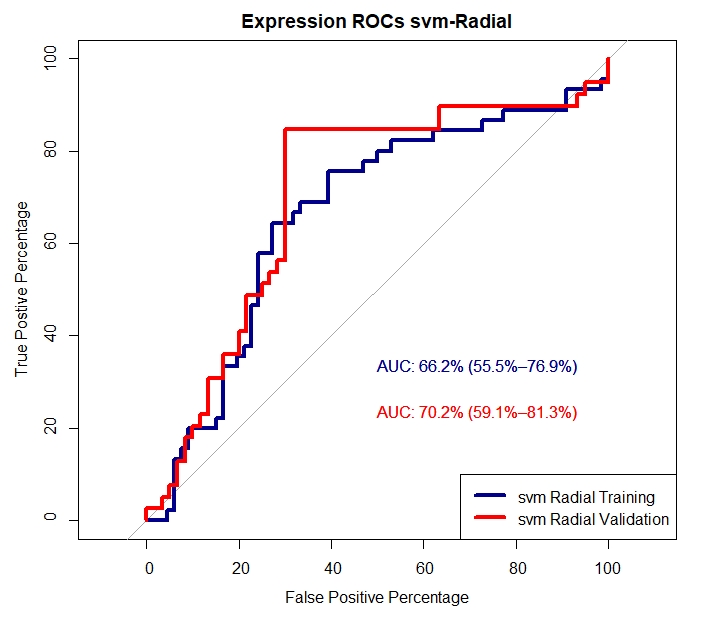 Expression ROCs svm-Radial
True Postive Percentage
100
80
60
40
20
0
AUC: 66.2% (55.5%–76.9%)
AUC: 70.2% (59.1%–81.3%)
svm Radial Training
svm Radial Validation
0 20 40 60 80 100
False Positive Percentage